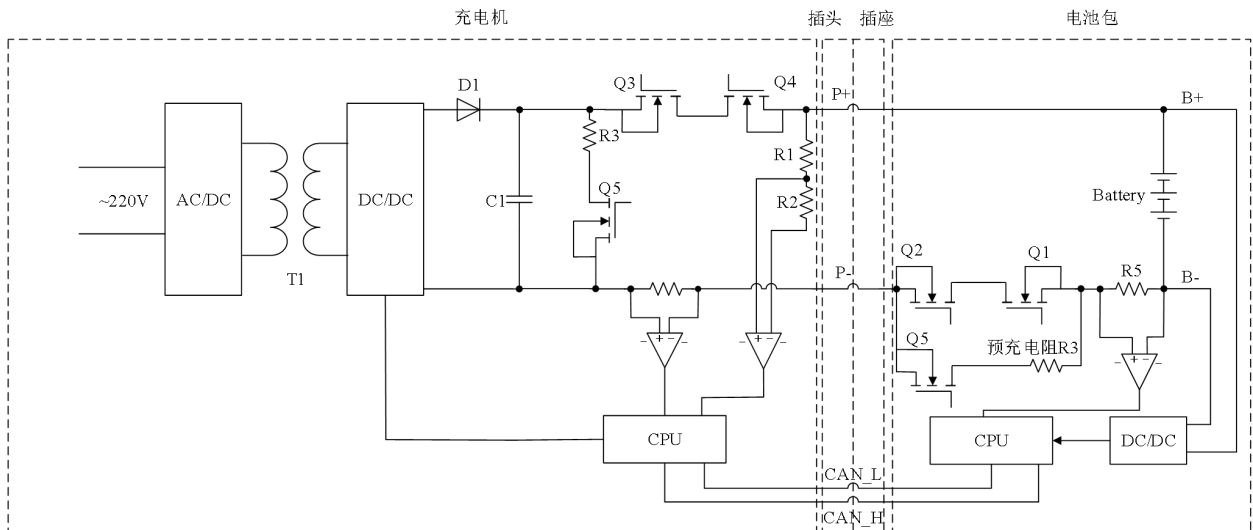 充电机
插头
插座
电池包
D1
Q3
Q4
P+
B+
R3
R1
Q5
R2
~220V
AC/DC
DC/DC
C1
Battery
T1
P-
Q2
Q1
R5
B-
+ −
−
−
+ −
−
−
Q5
预充电阻R3
+ −
−
−
CPU
CPU
DC/DC
CAN_L
CAN_H